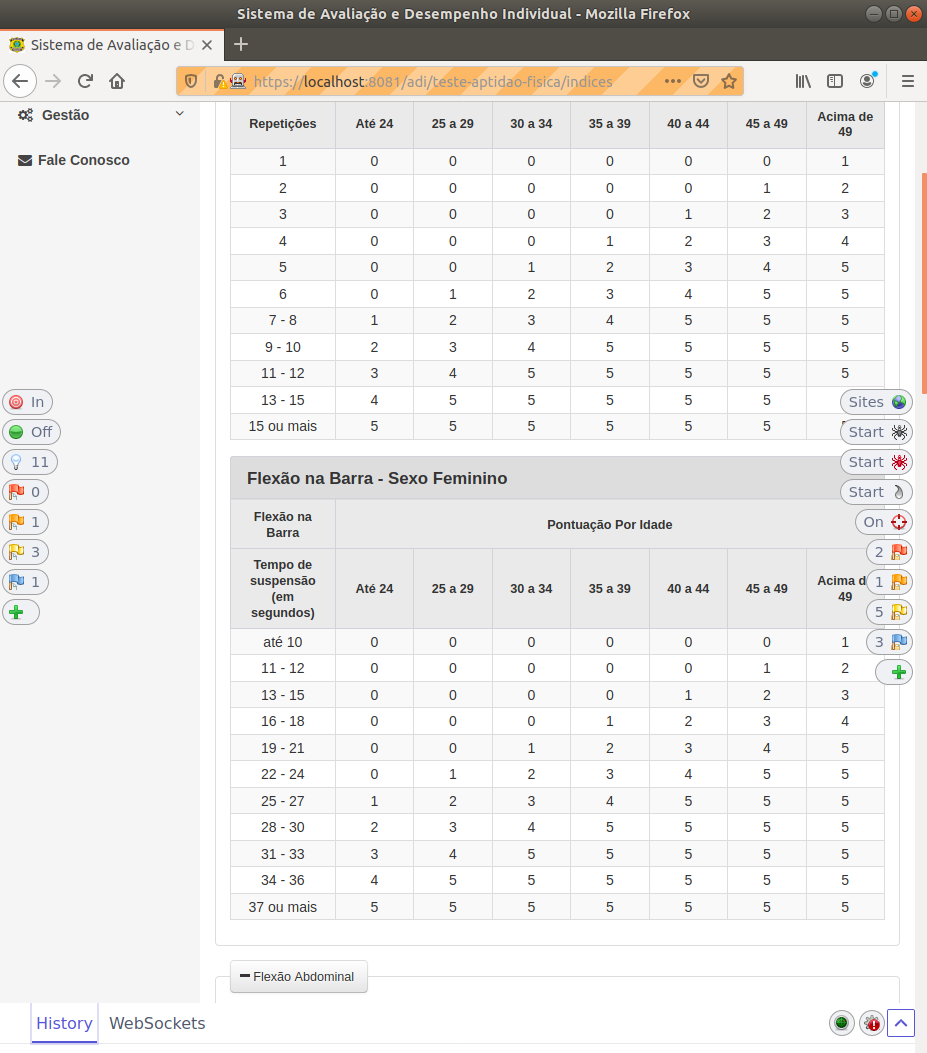 Sistema de Avaliação e Desempenho Individual - Mozilla Firefox
Sistema de Avaliação e D
https://localhost:8081/adi/teste-aptidao-fisica/indices
Gestão
Fale Conosco
Repetições Até 24 25 a 29 30 a 34 35 a 39 40 a 44 45 a 49 Acima de 49
1 0 0 0 0 0 0 1
2 0 0 0 0 0 1 2
3 0 0 0 0 1 2 3
4 0 0 0 1 2 3 4
5 0 0 1 2 3 4 5
6 0 1 2 3 4 5 5
7 - 8 1 2 3 4 5 5 5
9 - 10 2 3 4 5 5 5 5
11 - 12 3 4 5 5 5 5 5
13 - 15 4 5 5 5 5 5
15 ou mais 5 5 5 5 5 5
Flexão na Barra - Sexo Feminino
Flexão na Barra Pontuação Por Idade
Tempo de suspensão (em segundos) Até 24 25 a 29 30 a 34 35 a 39 40 a 44 45 a 49 Acima d 49
até 10 0 0 0 0 0 0 1
11 - 12 0 0 0 0 0 1 2
13 - 15 0 0 0 0 1 2 3
16 - 18 0 0 0 1 2 3 4
19 - 21 0 0 1 2 3 4 5
22 - 24 0 1 2 3 4 5 5
25 - 27 1 2 3 4 5 5 5
28 - 30 2 3 4 5 5 5 5
31 - 33 3 4 5 5 5 5 5
34 - 36 4 5 5 5 5 5 5
37 ou mais 5 5 5 5 5 5 5
Flexão Abdominal
In
Off
11
0
1
3
1
Sites
Start
Start
Start
On
2
1
5
3
History WebSockets